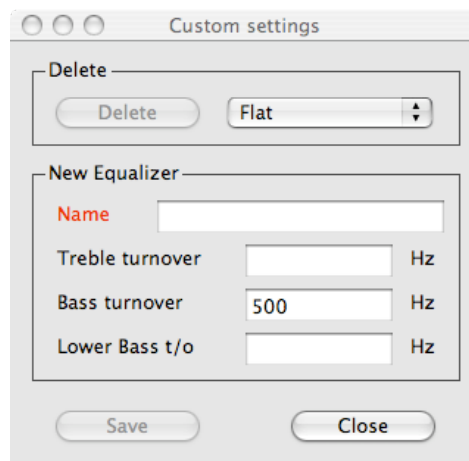 Custom settings
Delete
Delete Flat
New Equalizer
Name
Treble turnover Hz
Bass turnover 500 Hz
Lower Bass t/o Hz
Save Close